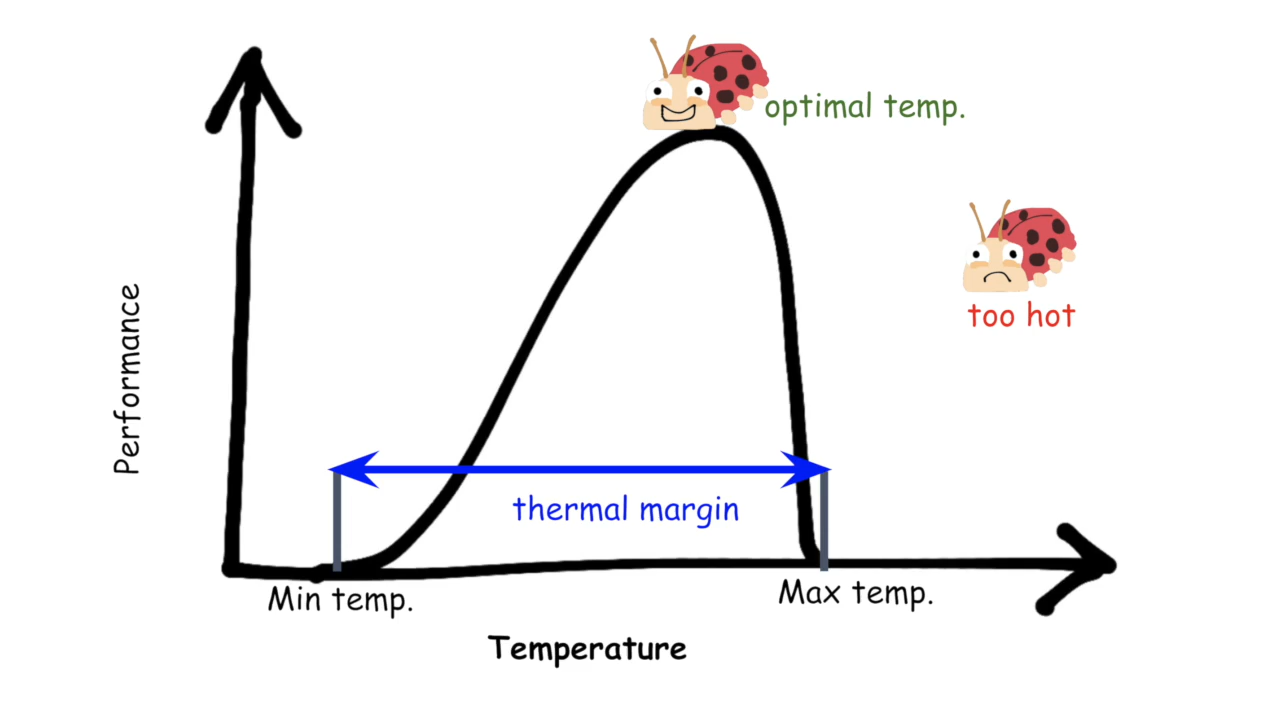 optimal temp.
too hot
Performance
thermal margin
Min temp.
Max temp.
Temperature